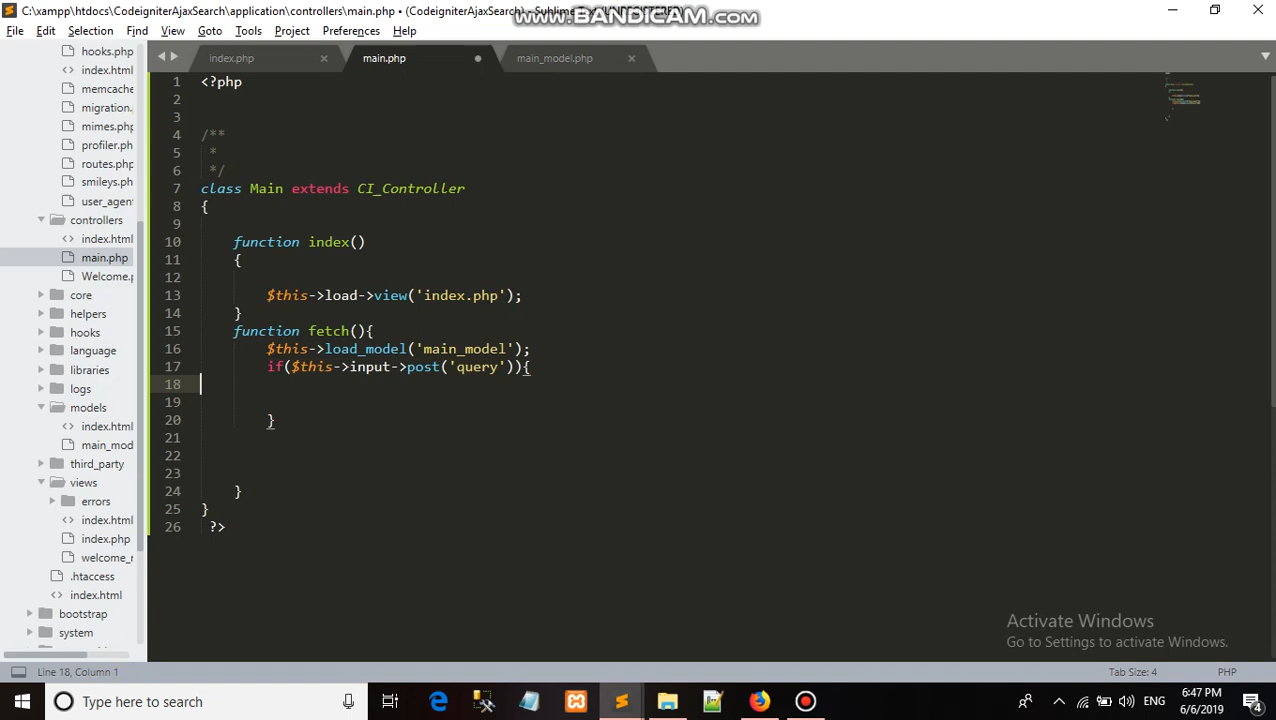 C:\xampp\htdocs\CodeigniterAjaxSearch\application\controllers\main.php • (CodeigniterAjaxSearch) -
www.BANDICAM.com
File Edit Selection Find View Goto Tools Project Preferences Help
index.php main.php main_model.php
hooks.php
index.html
memcache
migration.
mimes.php
profiler.php
routes.php
smileys.ph
user_agen
controllers
index.html
main.php
Welcome.p
core
helpers
hooks
language
libraries
logs
models
index.html
main_mod
third_party
views
errors
index.html
index.php
welcome_r
.htaccess
index.html
bootstrap
system
1 <?php
2
3
4 /**
5 *
6 */
7 class Main extends CI_Controller
8 {
9
10 function index()
11 {
12
13 $this->load->view('index.php');
14 }
15 function fetch(){
16 $this->load_model('main_model');
17 if($this->input->post('query')){
18
19
20 }
21
22
23
24 }
25 }
26 ?>
Activate Windows
Go to Settings to activate Windows.
Line 18, Column 1 Tab Size: 4 PHP
Type here to search
ENG
6:47 PM
6/6/2019
4